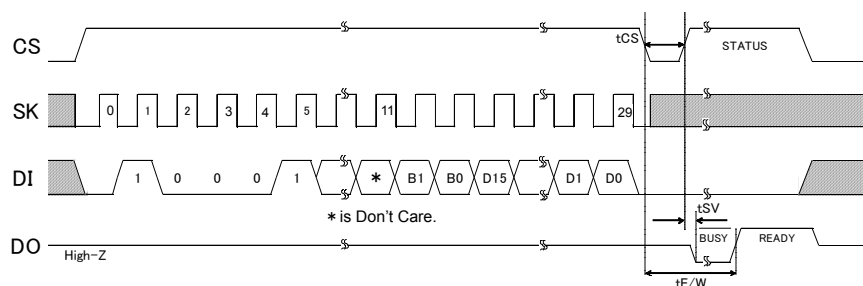 CS
tCS
STATUS
SK
0 1 2 3 4 5 11 29
DI
1 0 0 0 1 * B1 B0 D15 D1 D0
* is Don't Care.
tSV
DO
High-Z
BUSY
READY
tE/W